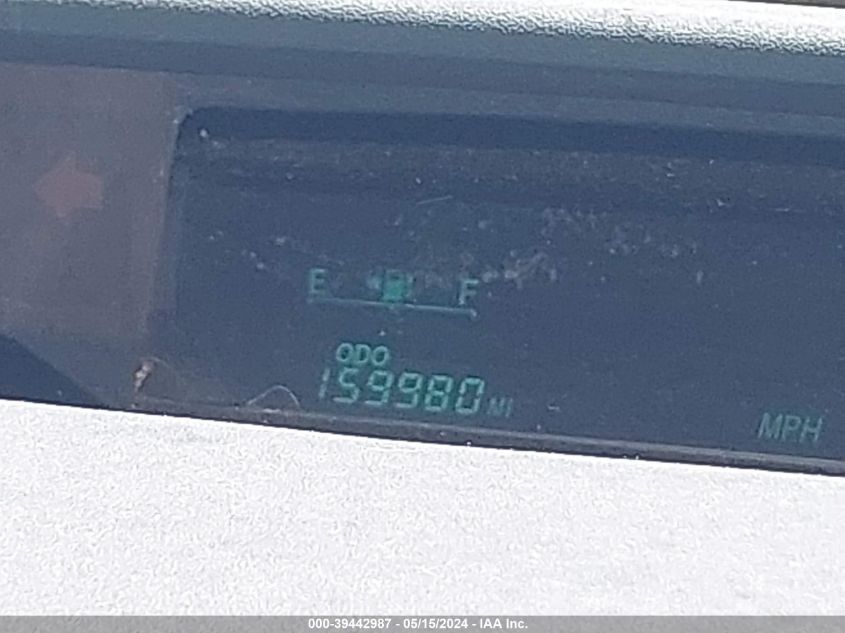 E F
ODO
159980 MI
MPH
000-39442987 - 05/15/2024 - IAA Inc.